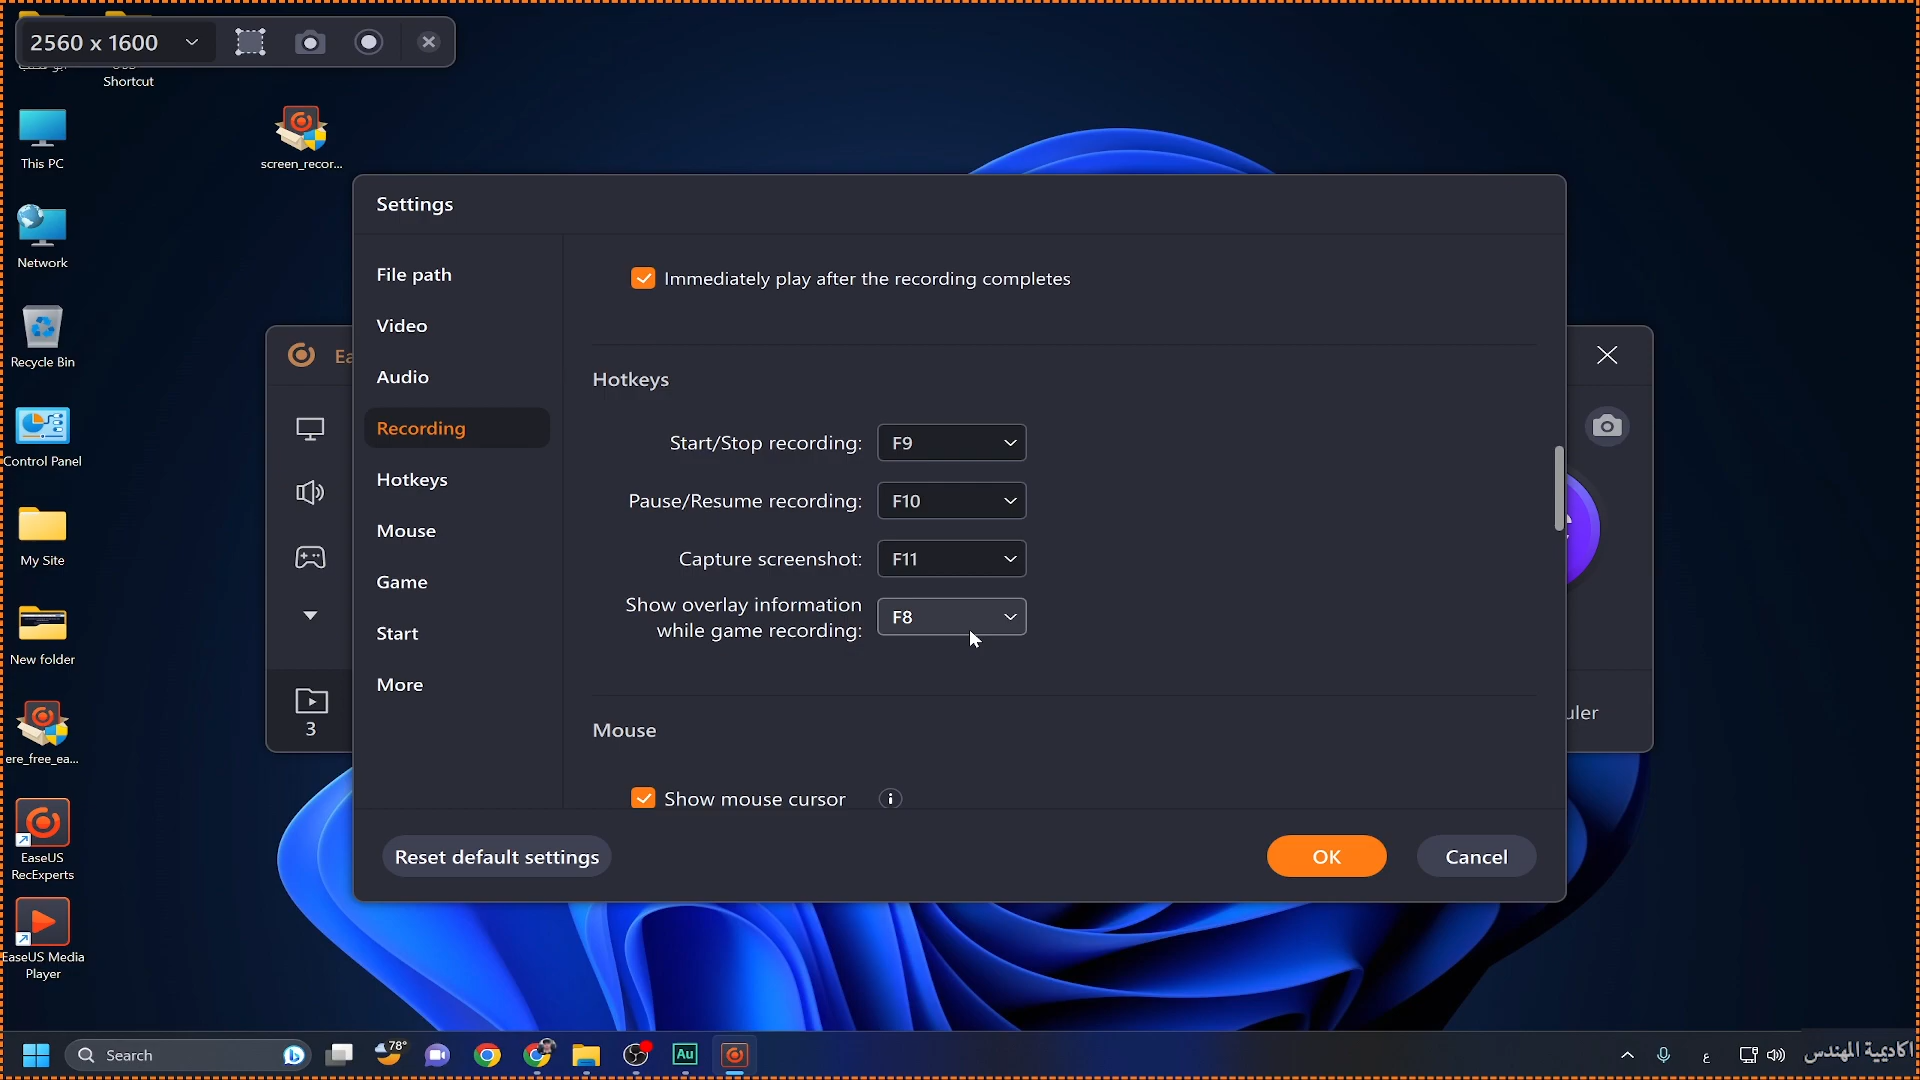 2560 x 1600
Shortcut
This PC
screen_recor...
Network
Recycle Bin
Control Panel
My Site
New folder
ere_free_ea...
EaseUS
RecExperts
EaseUS Media
Player
Ea
3
uler
Settings
File path
Video
Audio
Recording
Hotkeys
Mouse
Game
Start
More
Immediately play after the recording completes
Hotkeys
Start/Stop recording: F9
Pause/Resume recording: F10
Capture screenshot: F11
Show overlay information
while game recording: F8
Mouse
Show mouse cursor
Reset default settings
OK
Cancel
Search
78°
Au
ع
اكاديمية المهندس